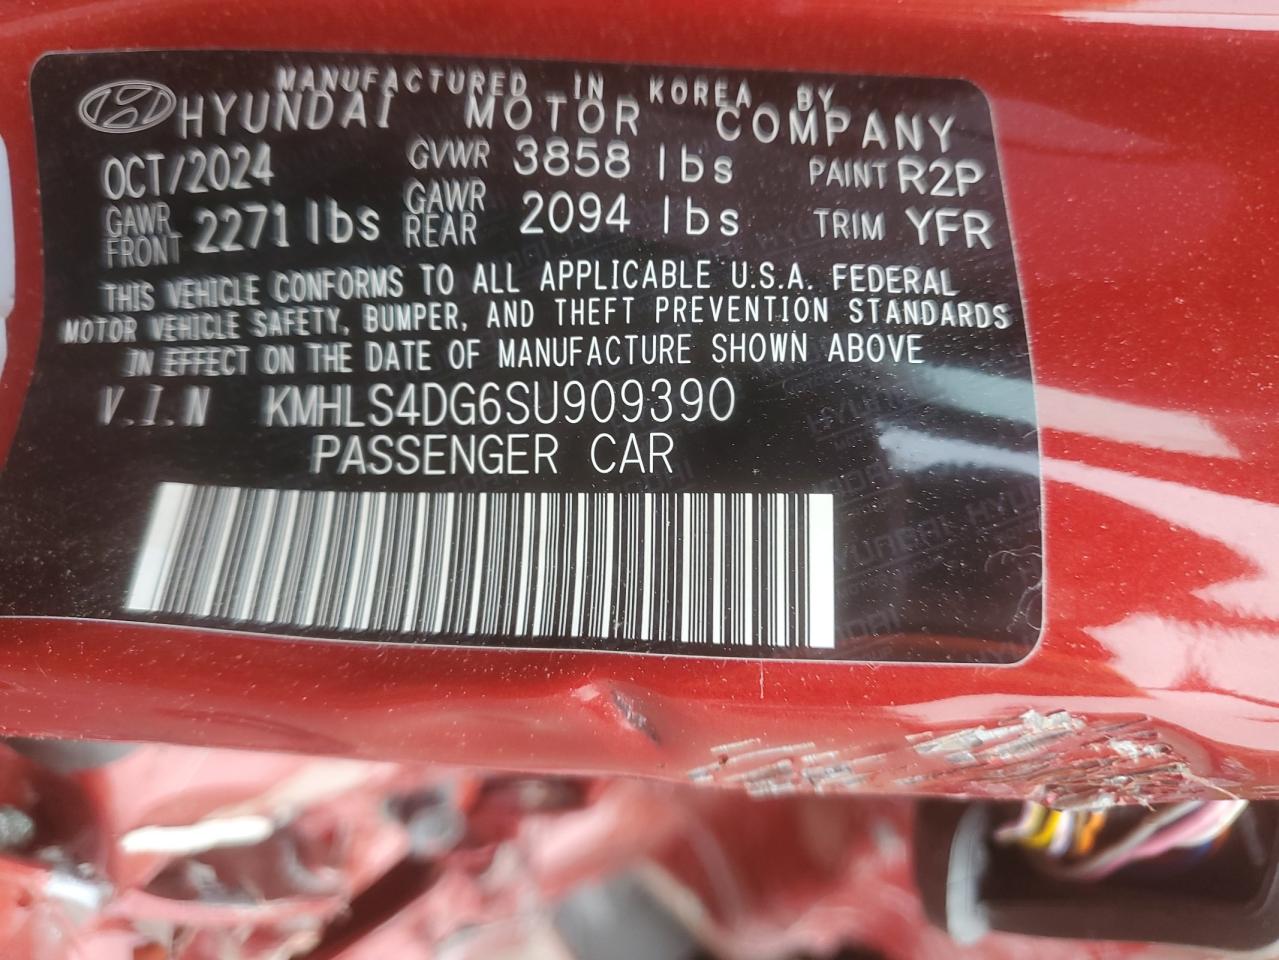 MANUFACTURED IN KOREA BY
HYUNDAI MOTOR COMPANY
OCT/2024 GVWR 3858 lbs PAINT R2P
GAWR FRONT 2271 lbs GAWR REAR 2094 lbs TRIM YFR
THIS VEHICLE CONFORMS TO ALL APPLICABLE U.S.A. FEDERAL
MOTOR VEHICLE SAFETY, BUMPER, AND THEFT PREVENTION STANDARDS
IN EFFECT ON THE DATE OF MANUFACTURE SHOWN ABOVE
V.I.N KMHLS4DG6SU909390
PASSENGER CAR